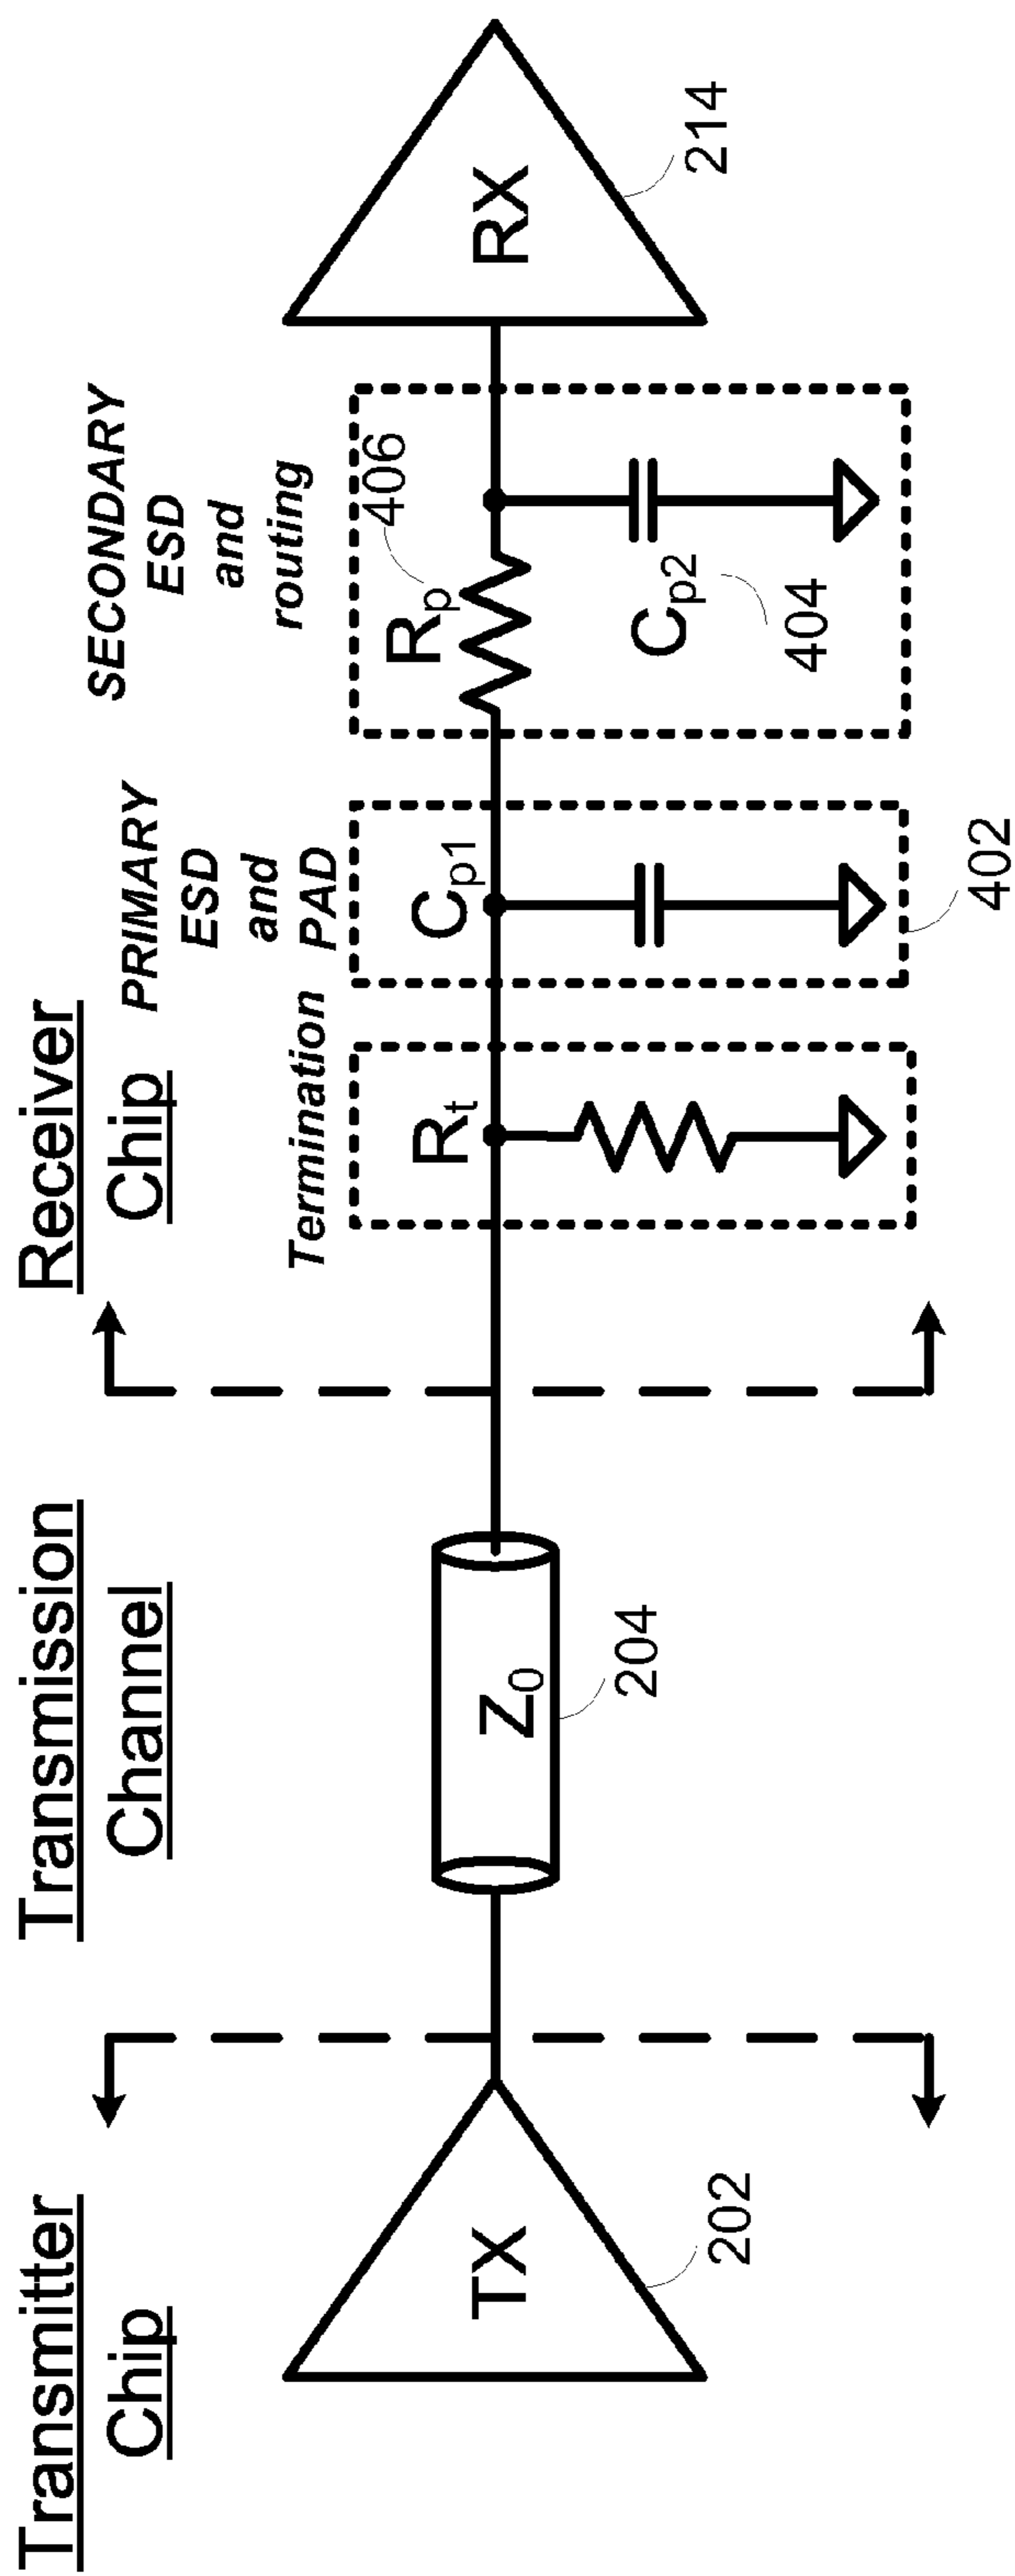 Transmitter
Chip
Transmission
Channel
Receiver
Chip
Termination
PRIMARY
ESD
and
PAD
SECONDARY
ESD
and
routing
TX
202
Z0
204
Rt
Cp1
402
Rp
406
Cp2
404
RX
214